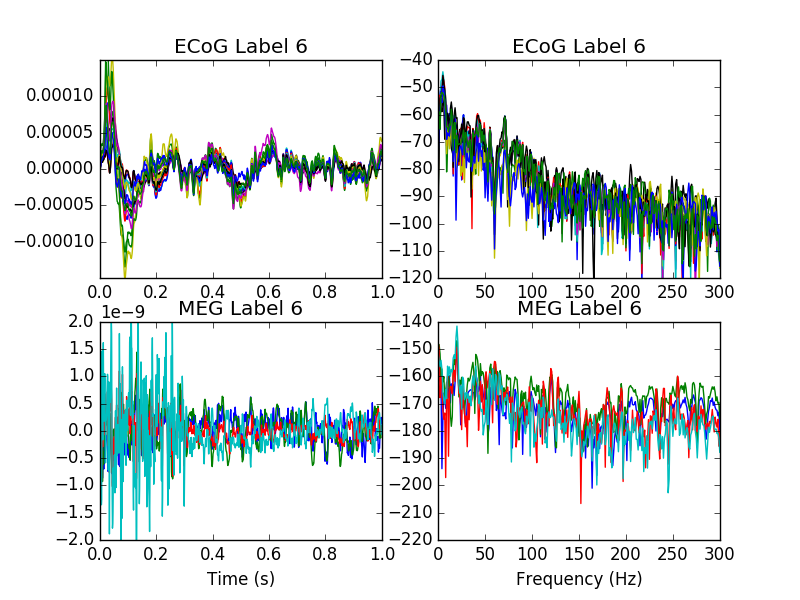 ECoG Label 6
0.00010
0.00005
0.00000
−0.00005
−0.00010
0.0 0.2 0.4 0.6 0.8 1.0
ECoG Label 6
−40
−50
−60
−70
−80
−90
−100
−110
−120
0 50 100 150 200 250 300
MEG Label 6
1e−9
2.0
1.5
1.0
0.5
0.0
−0.5
−1.0
−1.5
−2.0
0.0 0.2 0.4 0.6 0.8 1.0
Time (s)
MEG Label 6
−140
−150
−160
−170
−180
−190
−200
−210
−220
0 50 100 150 200 250 300
Frequency (Hz)